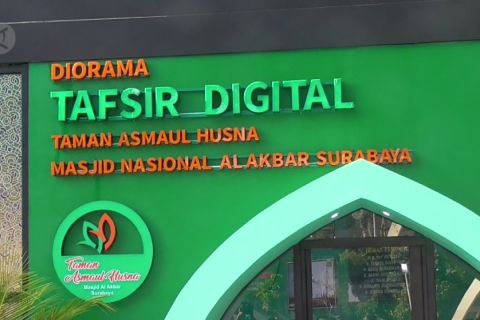 DIORAMA
TAFSIR DIGITAL
TAMAN ASMAUL HUSNA
MASJID NASIONAL AL AKBAR SURABAYA
Taman
Asmaul Husna
Masjid Al Akbar
Surabaya